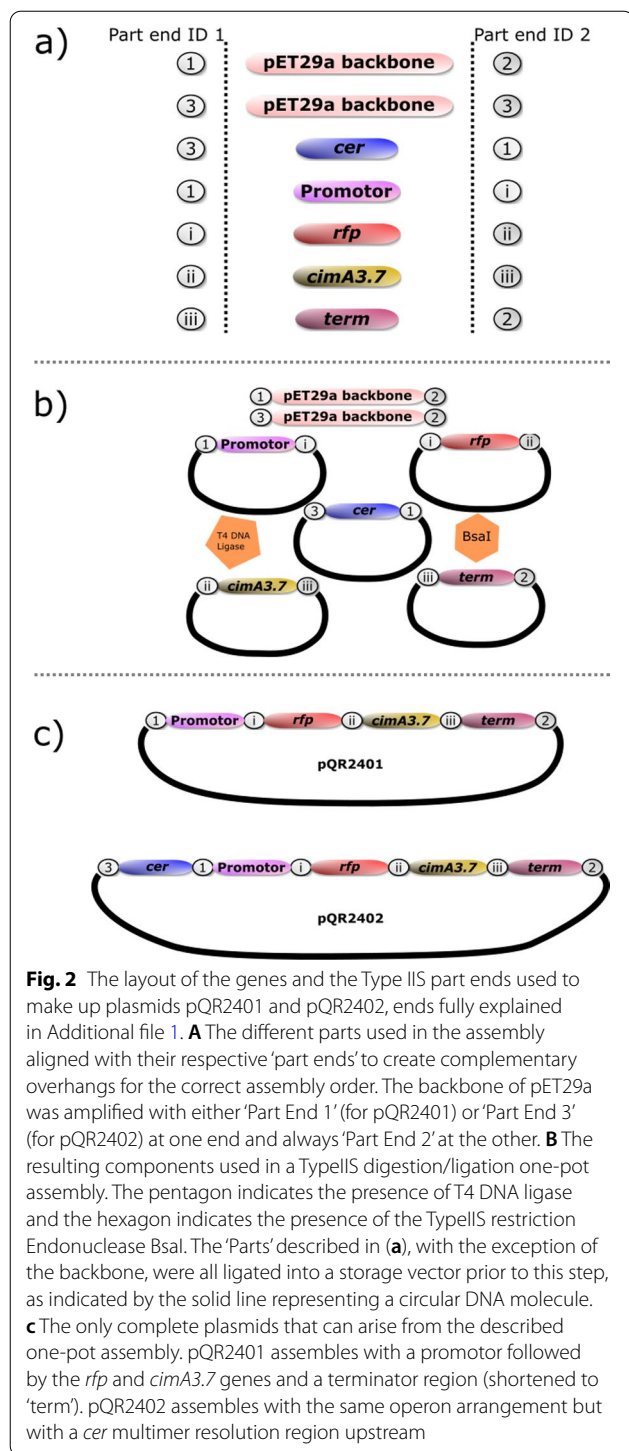 a)
Part end ID 1
Part end ID 2
1 pET29a backbone 2
3 pET29a backbone 3
3 cer 1
1 Promotor i
i rfp ii
ii cimA3.7 iii
iii term 2
b)
1 pET29a backbone 2
3 pET29a backbone 2
1 Promotor i
i rfp ii
3 cer 1
T4 DNA
Ligase
BsaI
ii cimA3.7 iii
iii term 2
c)
1 Promotor i rfp ii cimA3.7 iii term 2
pQR2401
3 cer 1 Promotor i rfp ii cimA3.7 iii term 2
pQR2402
Fig. 2 The layout of the genes and the Type IIS part ends used to
make up plasmids pQR2401 and pQR2402, ends fully explained
in Additional file 1. A The different parts used in the assembly
aligned with their respective ‘part ends’ to create complementary
overhangs for the correct assembly order. The backbone of pET29a
was amplified with either ‘Part End 1’ (for pQR2401) or ‘Part End 3’
(for pQR2402) at one end and always ‘Part End 2’ at the other. B The
resulting components used in a TypeIIS digestion/ligation one-pot
assembly. The pentagon indicates the presence of T4 DNA ligase
and the hexagon indicates the presence of the TypeIIS restriction
Endonuclease BsaI. The ‘Parts’ described in (a), with the exception of
the backbone, were all ligated into a storage vector prior to this step,
as indicated by the solid line representing a circular DNA molecule.
c The only complete plasmids that can arise from the described
one-pot assembly. pQR2401 assembles with a promotor followed
by the rfp and cimA3.7 genes and a terminator region (shortened to
‘term’). pQR2402 assembles with the same operon arrangement but
with a cer multimer resolution region upstream